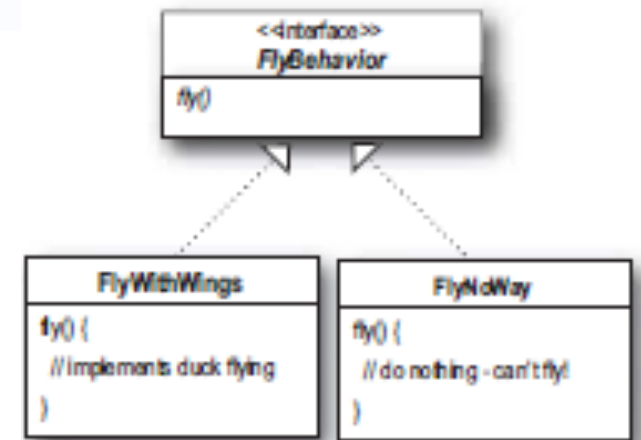 <<interface>>
FlyBehavior
fly()
FlyWithWings
fly() {
// implements duck flying
}
FlyNoWay
fly() {
// do nothing - can't fly!
}